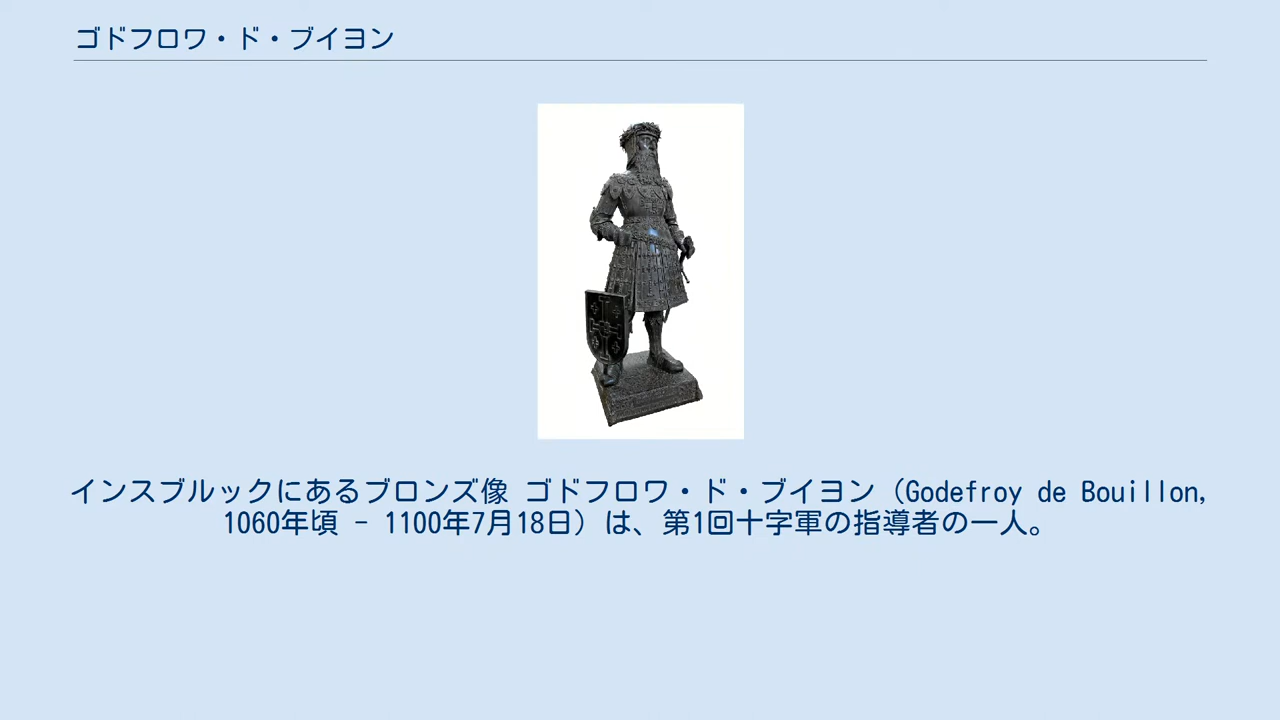 ゴドフロワ・ド・ブイヨン
インスブルックにあるブロンズ像 ゴドフロワ・ド・ブイヨン（Godefroy de Bouillon,
1060年頃 - 1100年7月18日）は、第1回十字軍の指導者の一人。